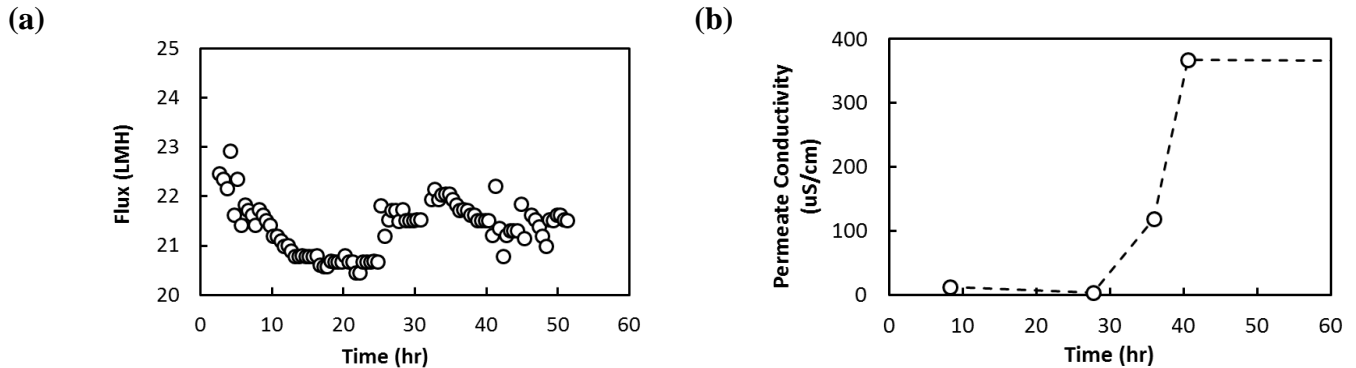 (a)
25
24
23
22
21
20
0 10 20 30 40 50 60
Flux (LMH)
Time (hr)
(b)
400
300
200
100
0
0 10 20 30 40 50 60
Permeate Conductivity
(uS/cm)
Time (hr)